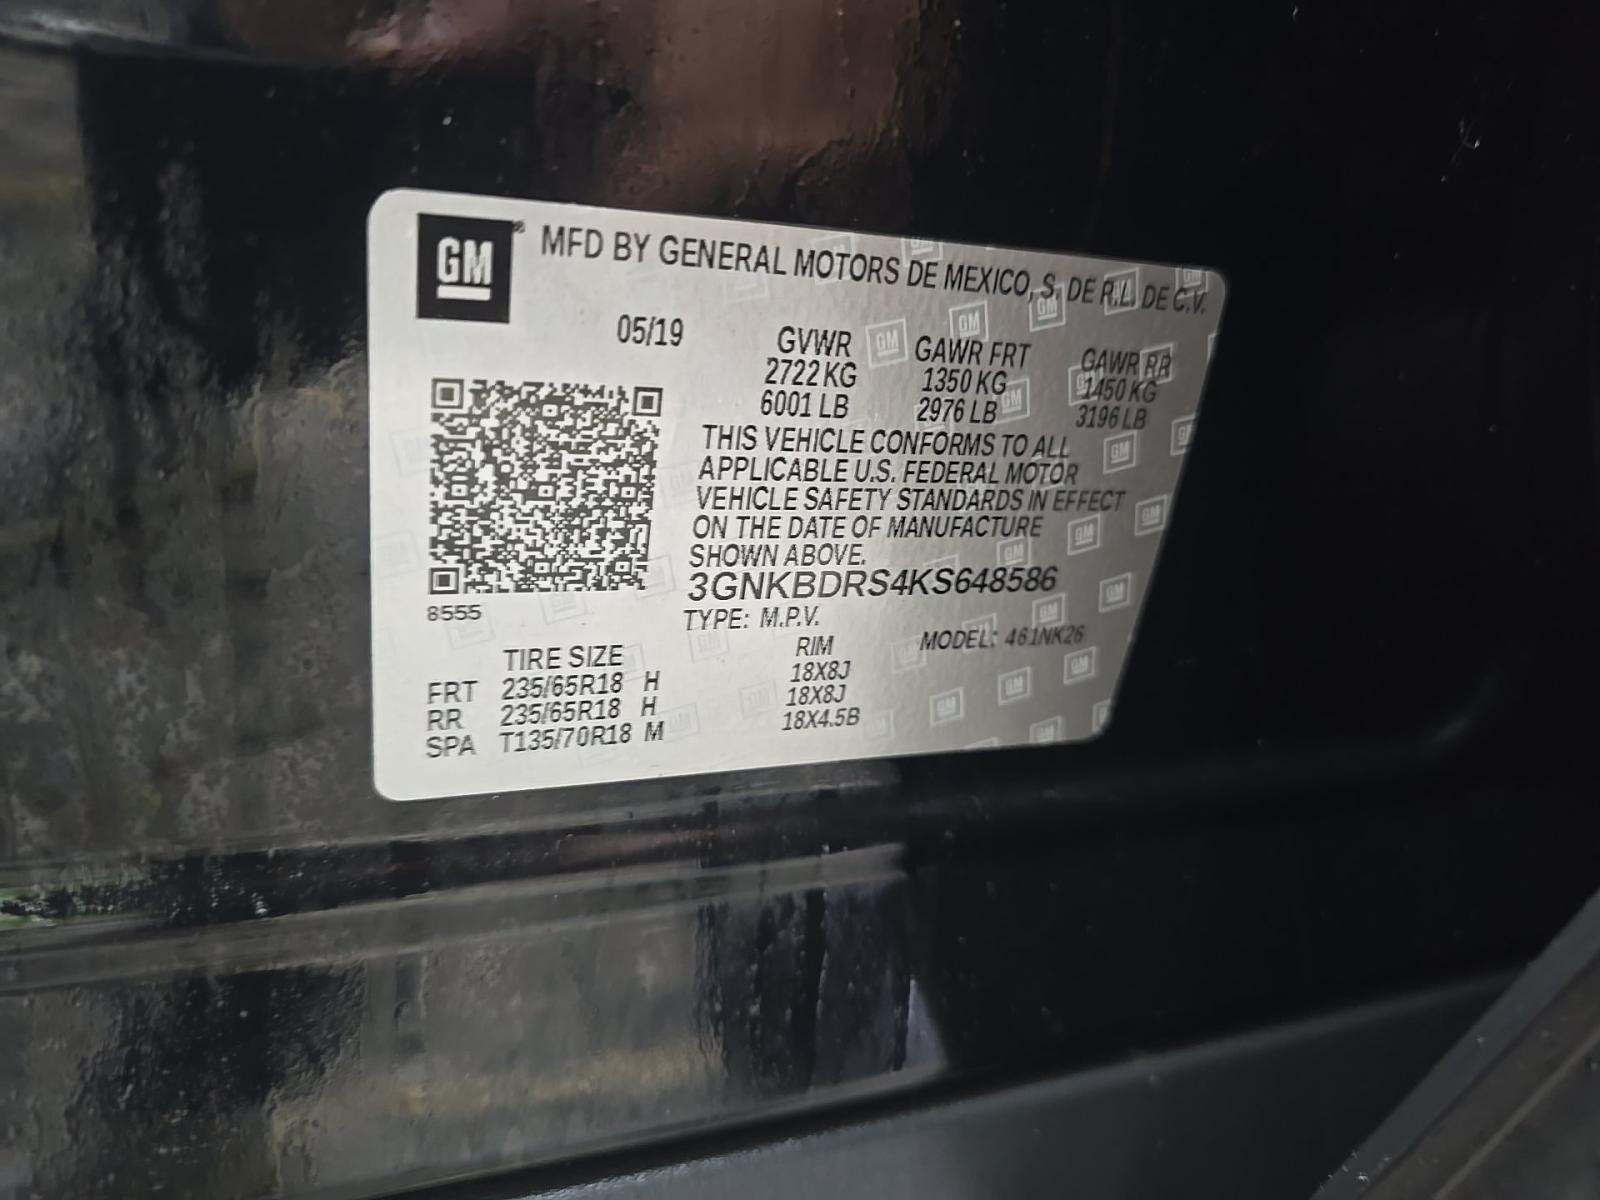 GM® MFD BY GENERAL MOTORS DE MEXICO, S. DE R.L. DE C.V.
05/19 GVWR GAWR FRT GAWR RR
2722 KG 1350 KG 1450 KG
6001 LB 2976 LB 3196 LB
THIS VEHICLE CONFORMS TO ALL
APPLICABLE U.S. FEDERAL MOTOR
VEHICLE SAFETY STANDARDS IN EFFECT
ON THE DATE OF MANUFACTURE
SHOWN ABOVE.
3GNKBDRS4KS648586
8555 TYPE: M.P.V. MODEL: 461NK26
TIRE SIZE RIM
FRT 235/65R18 H 18X8J
RR 235/65R18 H 18X8J
SPA T135/70R18 M 18X4.5B